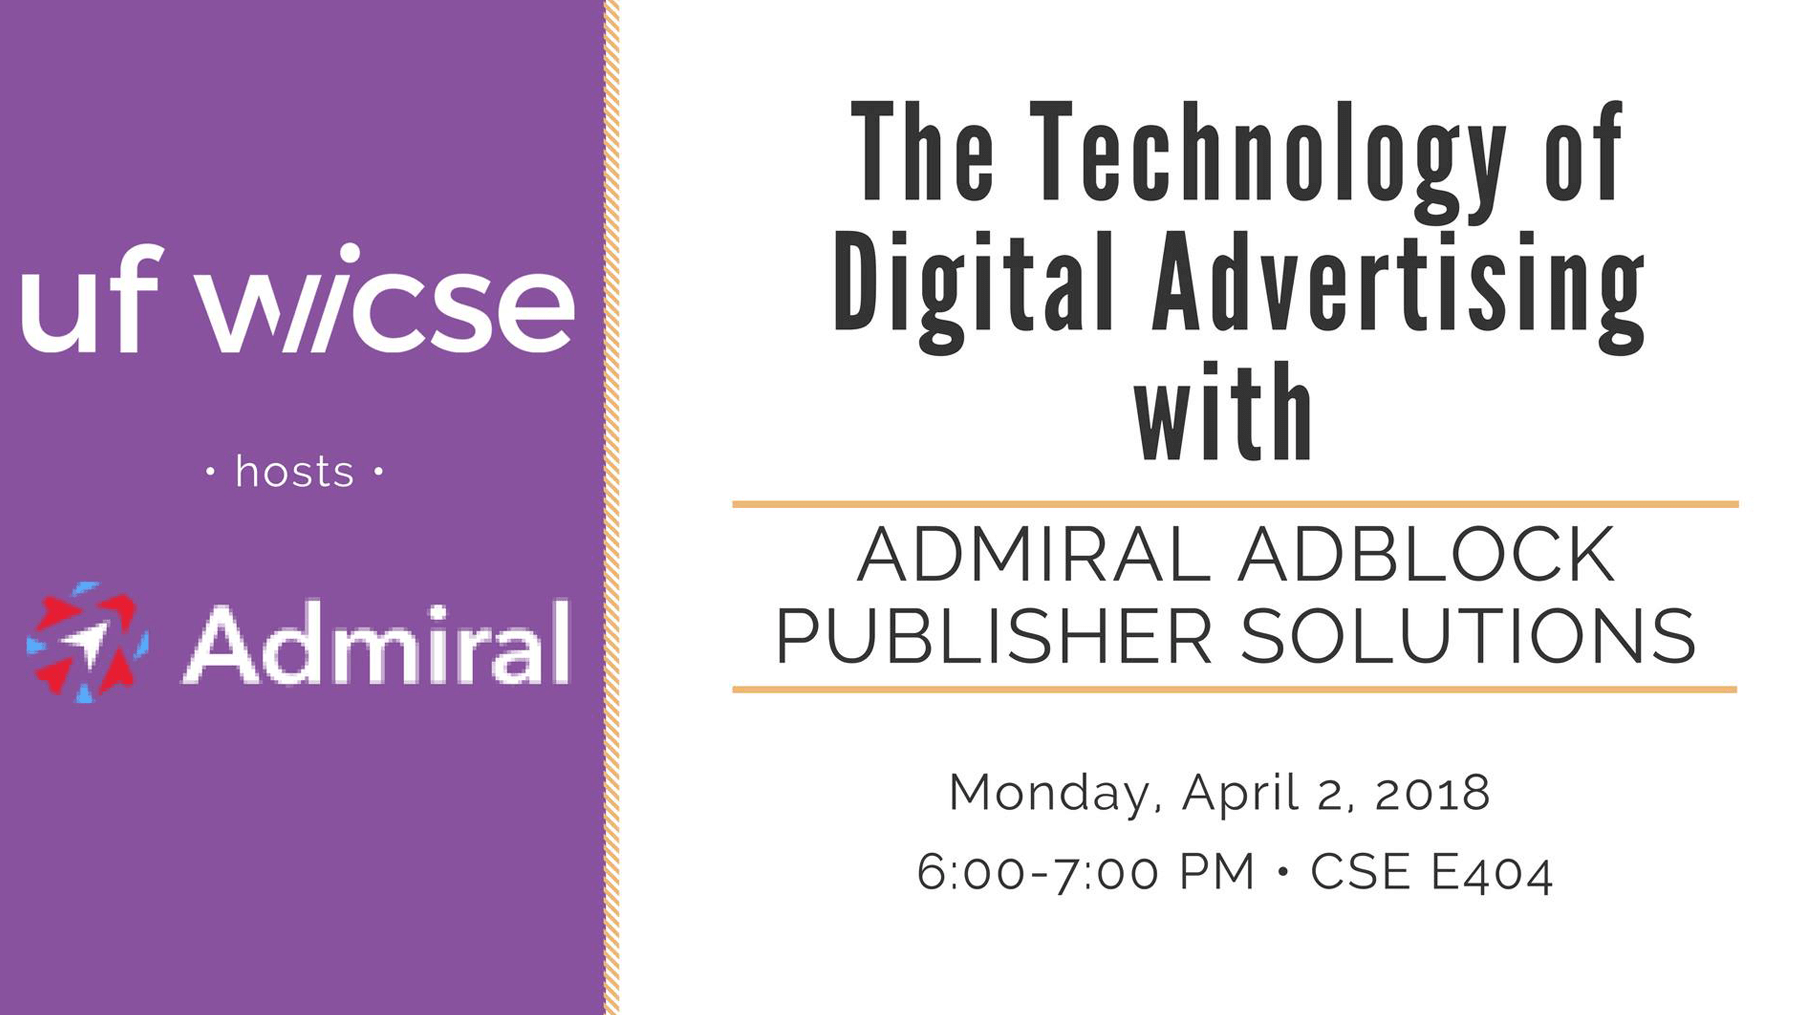 uf wicse
• hosts •
Admiral
The Technology of
Digital Advertising
with
ADMIRAL ADBLOCK
PUBLISHER SOLUTIONS
Monday, April 2, 2018
6:00-7:00 PM • CSE E404